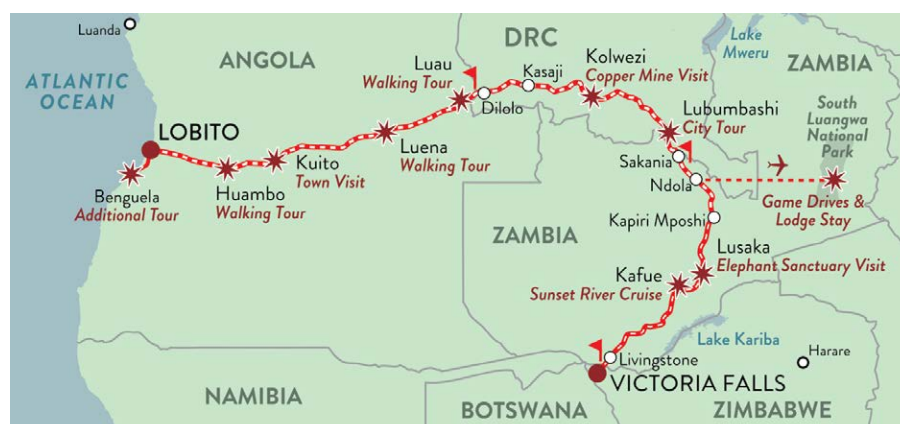 Luanda
ATLANTIC
OCEAN
ANGOLA
DRC
Lake
Mweru
ZAMBIA
Luau
Walking Tour
Dilolo
Kasaji
Kolwezi
Copper Mine Visit
Lubumbashi
City Tour
South
Luangwa
National
Park
LOBITO
Benguela
Additional Tour
Huambo
Walking Tour
Kuito
Town Visit
Luena
Walking Tour
Sakania
Ndola
Game Drives &
Lodge Stay
Kapiri Mposhi
ZAMBIA
Lusaka
Elephant Sanctuary Visit
Kafue
Sunset River Cruise
Lake Kariba
Livingstone
Harare
VICTORIA FALLS
NAMIBIA
BOTSWANA
ZIMBABWE